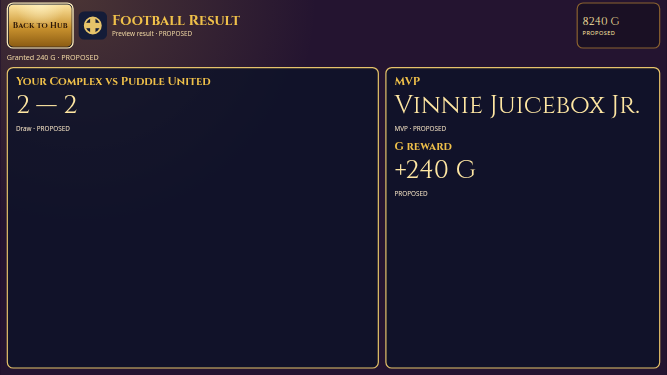 Back to Hub
Football Result
Preview result · PROPOSED
8240 G
PROPOSED
Granted 240 G · PROPOSED
Your Complex vs Puddle United
2 — 2
Draw · PROPOSED
MVP
Vinnie Juicebox Jr.
MVP · PROPOSED
G reward
+240 G
PROPOSED